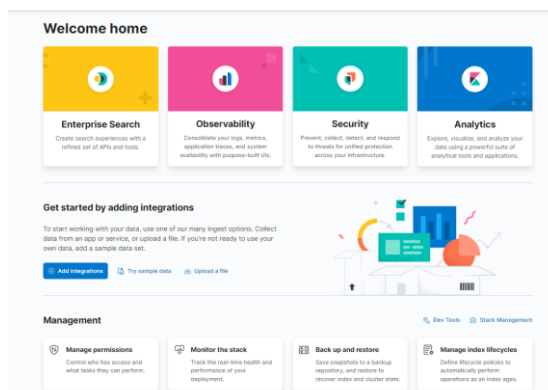 Welcome home
Enterprise Search
Create search experiences with a
refined set of APIs and tools.
Observability
Consolidate your logs, metrics,
application traces, and system
availability with purpose-built UIs.
Security
Prevent, collect, detect, and respond
to threats for unified protection
across your infrastructure.
Analytics
Explore, visualize, and analyze your
data using a powerful suite of
analytical tools and applications.
Get started by adding integrations
To start working with your data, use one of our many ingest options. Collect
data from an app or service, or upload a file. If you're not ready to use your
own data, add a sample data set.
Add integrations
Try sample data
Upload a file
Management
Dev Tools
Stack Management
Manage permissions
Control who has access and
what tasks they can perform.
Monitor the stack
Track the real-time health and
performance of your
deployment.
Back up and restore
Save snapshots to a backup
repository, and restore to
recover index and cluster state.
Manage index lifecycles
Define lifecycle policies to
automatically perform
operations as an index ages.